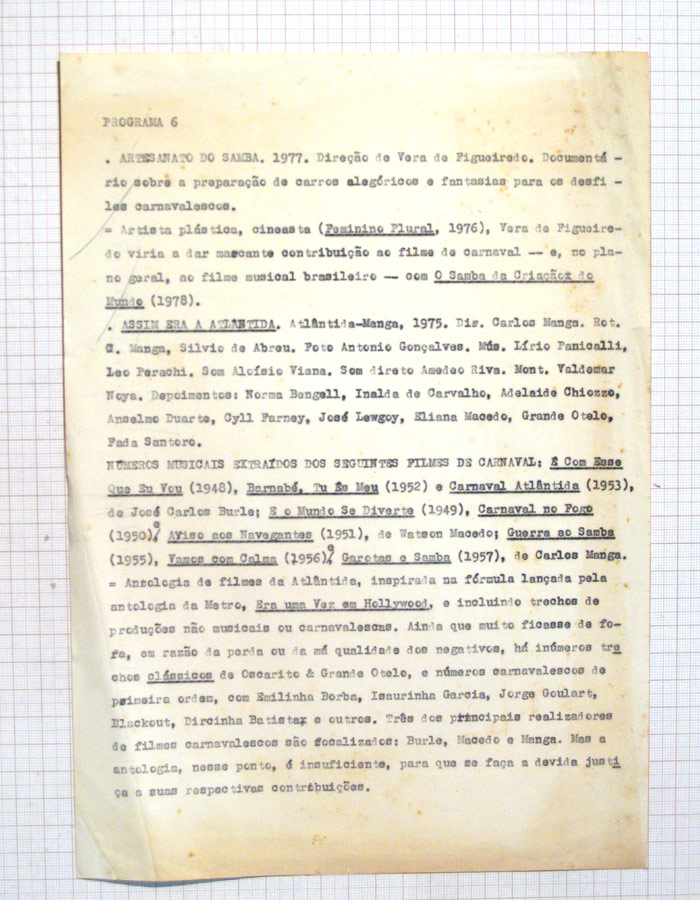 PROGRAMA 6
. ARTESANATO DO SAMBA. 1977. Direção de Vera de Figueiredo. Documentá -
rio sobre a preparação de carros alegóricos e fantasias para os desfi -
les carnavalescos.
= Artista plástica, cineasta (Feminino Plural, 1976), Vera de Figueire-
do viria a dar marcante contribuição ao filme de carnaval -- e, no pla-
no geral, ao filme musical brasileiro -- com O Samba da Criaçãox do
Mundo (1978).
. ASSIM ERA A ATLÂNTIDA. Atlântida-Manga, 1975. Dir. Carlos Manga. Rot.
C. Manga, Silvio de Abreu. Foto Antonio Gonçalves. Mús. Lírio Panicalli,
Leo Perachi. Som Aloísio Viana. Som direto Amedeo Riva. Mont. Valdemar
Noya. Depoimentos: Norma Bengell, Inalda de Carvalho, Adelaide Chiozzo,
Anselmo Duarte, Cyll Farney, José Lewgoy, Eliana Macedo, Grande Otelo,
Fada Santoro.
NÚMEROS MUSICAIS EXTRAÍDOS DOS SEGUINTES FILMES DE CARNAVAL: É Com Esse
Que Eu Vou (1948), Barnabé, Tu És Meu (1952) e Carnaval Atlântida (1953),
de José Carlos Burle; E o Mundo Se Diverte (1949), Carnaval no Fogo
(1950) e Aviso aos Navegantes (1951), de Watson Macedo; Guerra ao Samba
(1955), Vamos com Calma (1956) e Garotas e Samba (1957), de Carlos Manga.
= Antologia de filmes da Atlântida, inspirada na fórmula lançada pela
antologia da Metro, Era uma Vez em Hollywood, e incluindo trechos de
produções não musicais ou carnavalescas. Ainda que muito ficasse de fo-
fa, em razão da perda ou da má qualidade dos negativos, há inúmeros tre
chos clássicos de Oscarito & Grande Otelo, e números carnavalescos de
primeira ordem, com Emilinha Borba, Isaurinha Garcia, Jorge Goulart,
Blackout, Dircinha Batistax e outros. Três dos principais realizadores
de filmes carnavalescos são focalizados: Burle, Macedo e Manga. Mas a
antologia, nesse ponto, é insuficiente, para que se faça a devida justi
ça a suas respectivas contribuições.